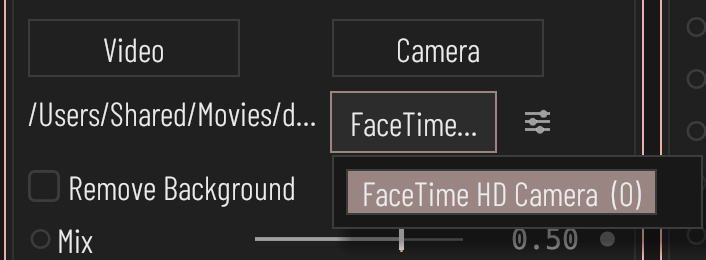 Video Camera
/Users/Shared/Movies/d... FaceTime...
Remove Background
FaceTime HD Camera (0)
Mix 0.50